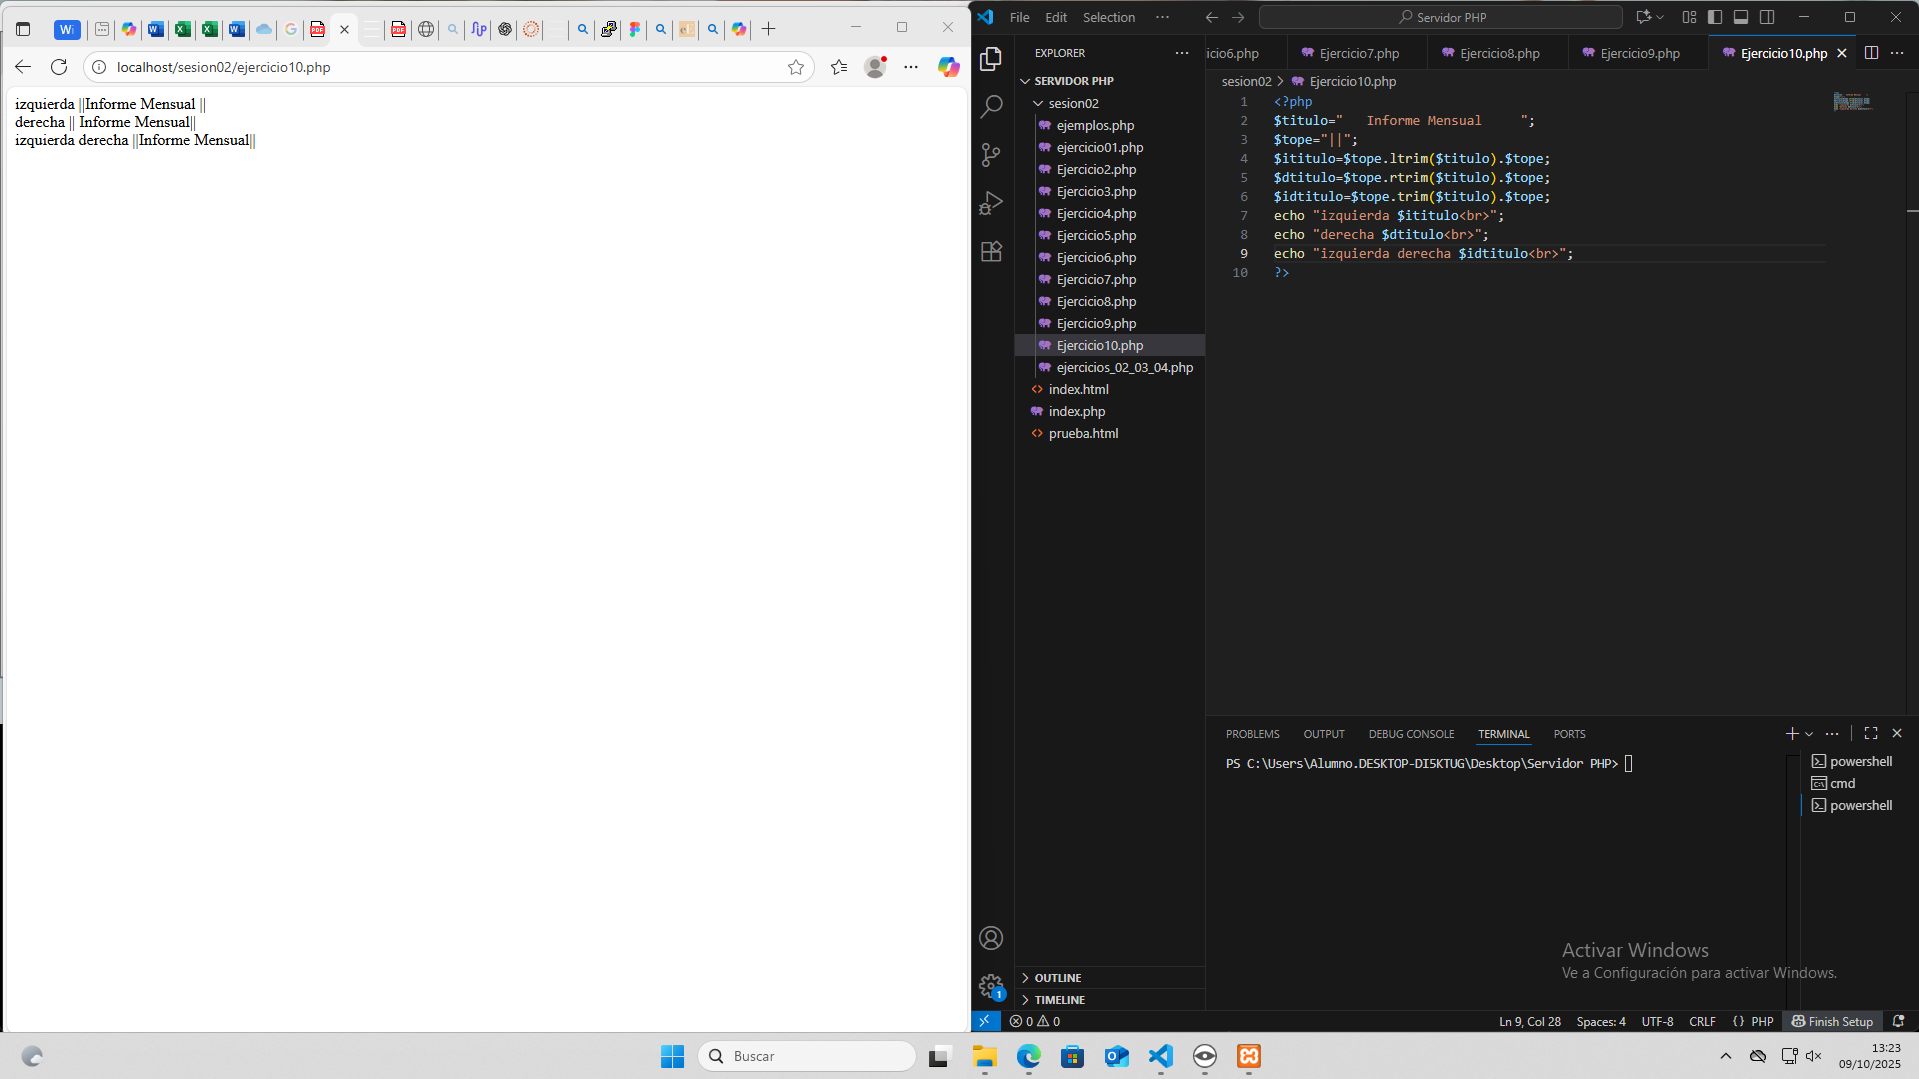 Wi
localhost/sesion02/ejercicio10.php
izquierda ||Informe Mensual ||
derecha || Informe Mensual||
izquierda derecha ||Informe Mensual||
File Edit Selection ···
Servidor PHP
EXPLORER
SERVIDOR PHP
sesion02
ejemplos.php
ejercicio01.php
Ejercicio2.php
Ejercicio3.php
Ejercicio4.php
Ejercicio5.php
Ejercicio6.php
Ejercicio7.php
Ejercicio8.php
Ejercicio9.php
Ejercicio10.php
ejercicios_02_03_04.php
index.html
index.php
prueba.html
OUTLINE
TIMELINE
icio6.php Ejercicio7.php Ejercicio8.php Ejercicio9.php Ejercicio10.php
sesion02 > Ejercicio10.php
1 <?php
2 $titulo="   Informe Mensual     ";
3 $tope="||";
4 $ititulo=$tope.ltrim($titulo).$tope;
5 $dtitulo=$tope.rtrim($titulo).$tope;
6 $idtitulo=$tope.trim($titulo).$tope;
7 echo "izquierda $ititulo<br>";
8 echo "derecha $dtitulo<br>";
9 echo "izquierda derecha $idtitulo<br>";
10 ?>
PROBLEMS OUTPUT DEBUG CONSOLE TERMINAL PORTS
PS C:\Users\Alumno.DESKTOP-DI5KTUG\Desktop\Servidor PHP>
powershell
cmd
powershell
Activar Windows
Ve a Configuración para activar Windows.
1
0 0
Ln 9, Col 28 Spaces: 4 UTF-8 CRLF {} PHP Finish Setup
Buscar
13:23
09/10/2025